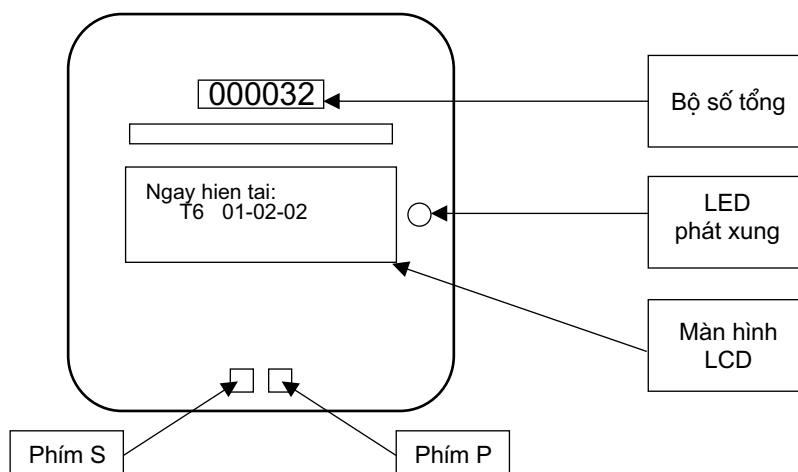 000032
Bộ số tổng
Ngay hien tai:
T6 01-02-02
LED
phát xung
Màn hình
LCD
Phím S
Phím P